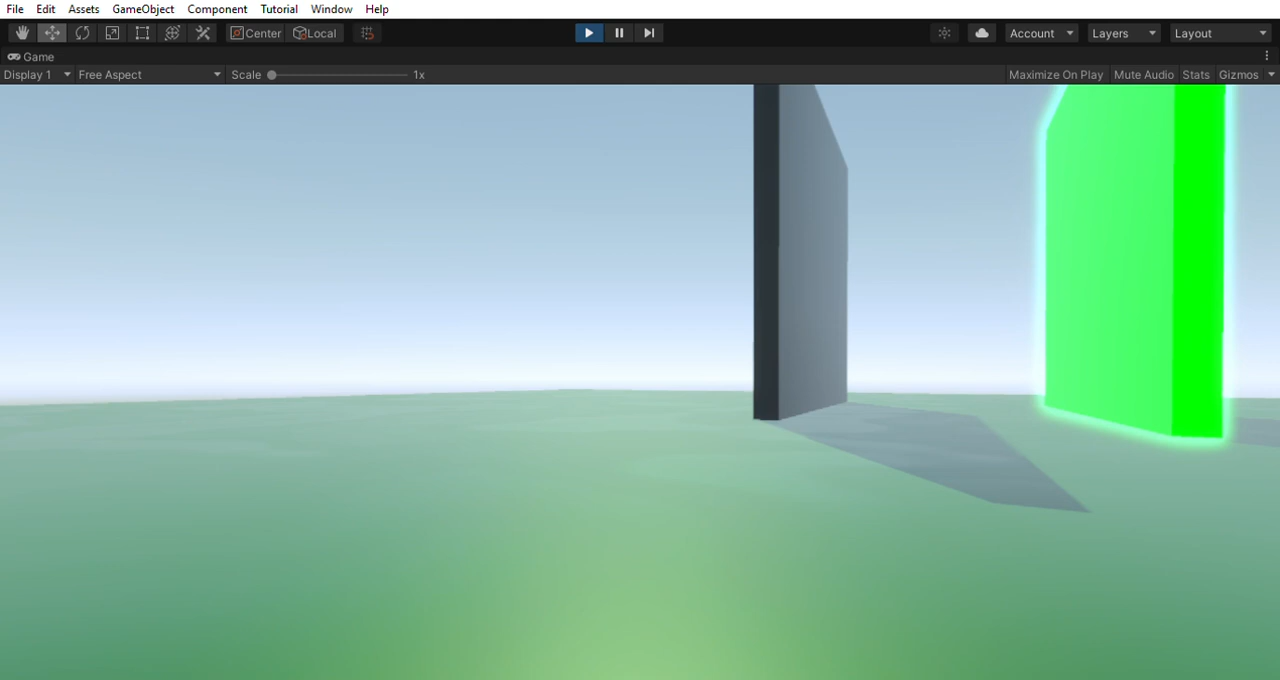 File Edit Assets GameObject Component Tutorial Window Help
Center Local Account Layers Layout
Game
Display 1 Free Aspect Scale 1x Maximize On Play Mute Audio Stats Gizmos